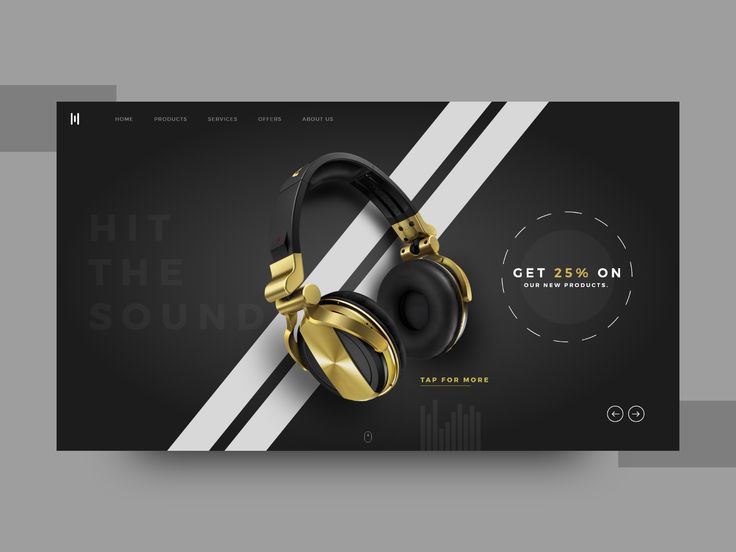 HOME PRODUCTS SERVICES OFFERS ABOUT US
HIT
THE
SOUND
GET 25% ON
OUR NEW PRODUCTS.
TAP FOR MORE